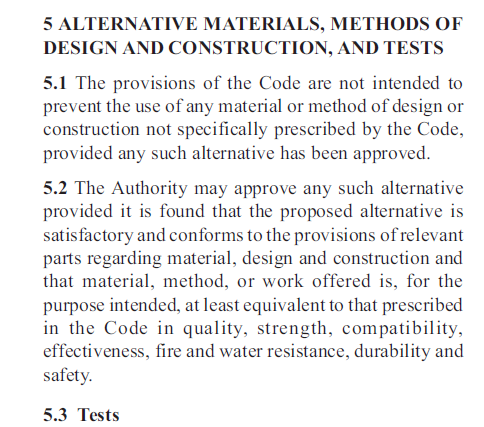 5 ALTERNATIVE MATERIALS, METHODS OF
DESIGN AND CONSTRUCTION, AND TESTS
5.1 The provisions of the Code are not intended to
prevent the use of any material or method of design or
construction not specifically prescribed by the Code,
provided any such alternative has been approved.
5.2 The Authority may approve any such alternative
provided it is found that the proposed alternative is
satisfactory and conforms to the provisions of relevant
parts regarding material, design and construction and
that material, method, or work offered is, for the
purpose intended, at least equivalent to that prescribed
in the Code in quality, strength, compatibility,
effectiveness, fire and water resistance, durability and
safety.
5.3 Tests